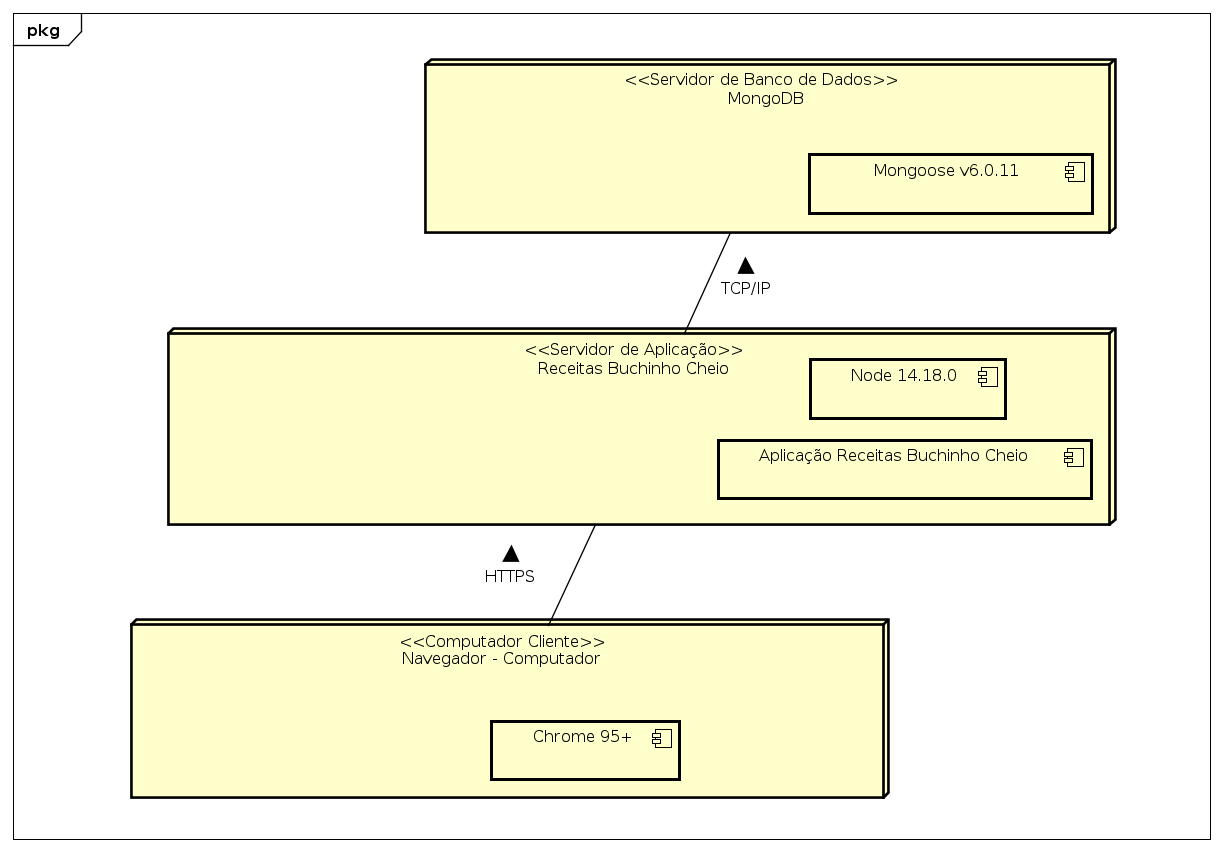 pkg
<<Servidor de Banco de Dados>>
MongoDB
Mongoose v6.0.11
TCP/IP
<<Servidor de Aplicação>>
Receitas Buchinho Cheio
Node 14.18.0
Aplicação Receitas Buchinho Cheio
HTTPS
<<Computador Cliente>>
Navegador - Computador
Chrome 95+